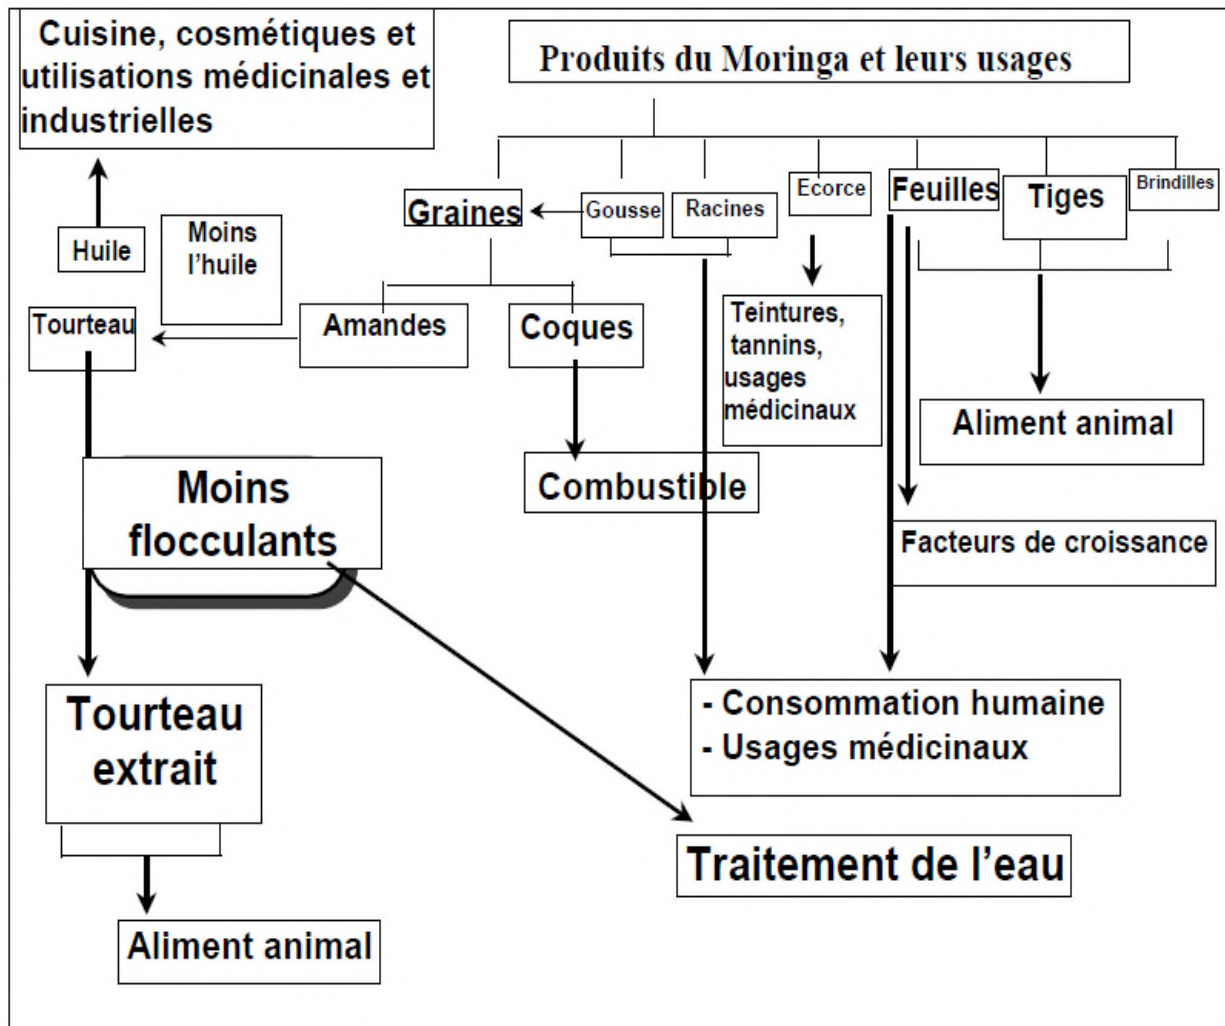 Cuisine, cosmétiques et
utilisations médicinales et
industrielles
Produits du Moringa et leurs usages
Graines
Gousse
Racines
Ecorce
Feuilles
Tiges
Brindilles
Huile
Moins
l'huile
Tourteau
Amandes
Coques
Teintures,
tannins,
usages
médicinaux
Aliment animal
Combustible
Moins
flocculants
Facteurs de croissance
Tourteau
extrait
- Consommation humaine
- Usages médicinaux
Traitement de l'eau
Aliment animal